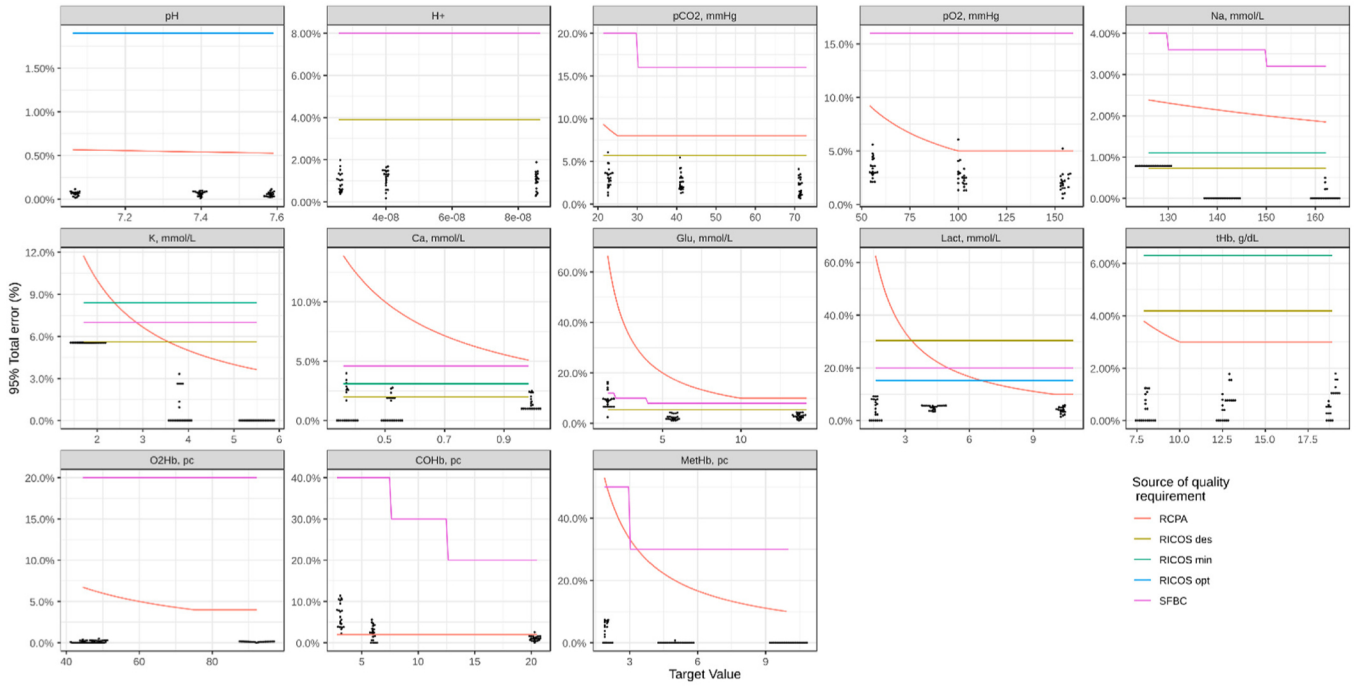 pH
H+
pCO2, mmHg
pO2, mmHg
Na, mmol/L
1.50%
1.00%
0.50%
0.00%
7.2 7.4 7.6
8.00%
6.00%
4.00%
2.00%
0.00%
4e-08 6e-08 8e-08
20.0%
15.0%
10.0%
5.0%
0.0%
20 30 40 50 60 70
15.0%
10.0%
5.0%
0.0%
50 75 100 125 150
4.00%
3.00%
2.00%
1.00%
0.00%
130 140 150 160
K, mmol/L
Ca, mmol/L
Glu, mmol/L
Lact, mmol/L
tHb, g/dL
12.0%
9.0%
6.0%
3.0%
0.0%
2 3 4 5 6
10.0%
5.0%
0.0%
0.5 0.7 0.9
60.0%
40.0%
20.0%
0.0%
5 10
60.0%
40.0%
20.0%
0.0%
3 6 9
6.00%
4.00%
2.00%
0.00%
7.5 10.0 12.5 15.0 17.5
O2Hb, pc
COHb, pc
MetHb, pc
20.0%
15.0%
10.0%
5.0%
0.0%
40 60 80
40.0%
30.0%
20.0%
10.0%
0.0%
5 10 15 20
40.0%
20.0%
0.0%
3 6 9
95% Total error (%)
Target Value
Source of quality
requirement
RCPA
RICOS des
RICOS min
RICOS opt
SFBC